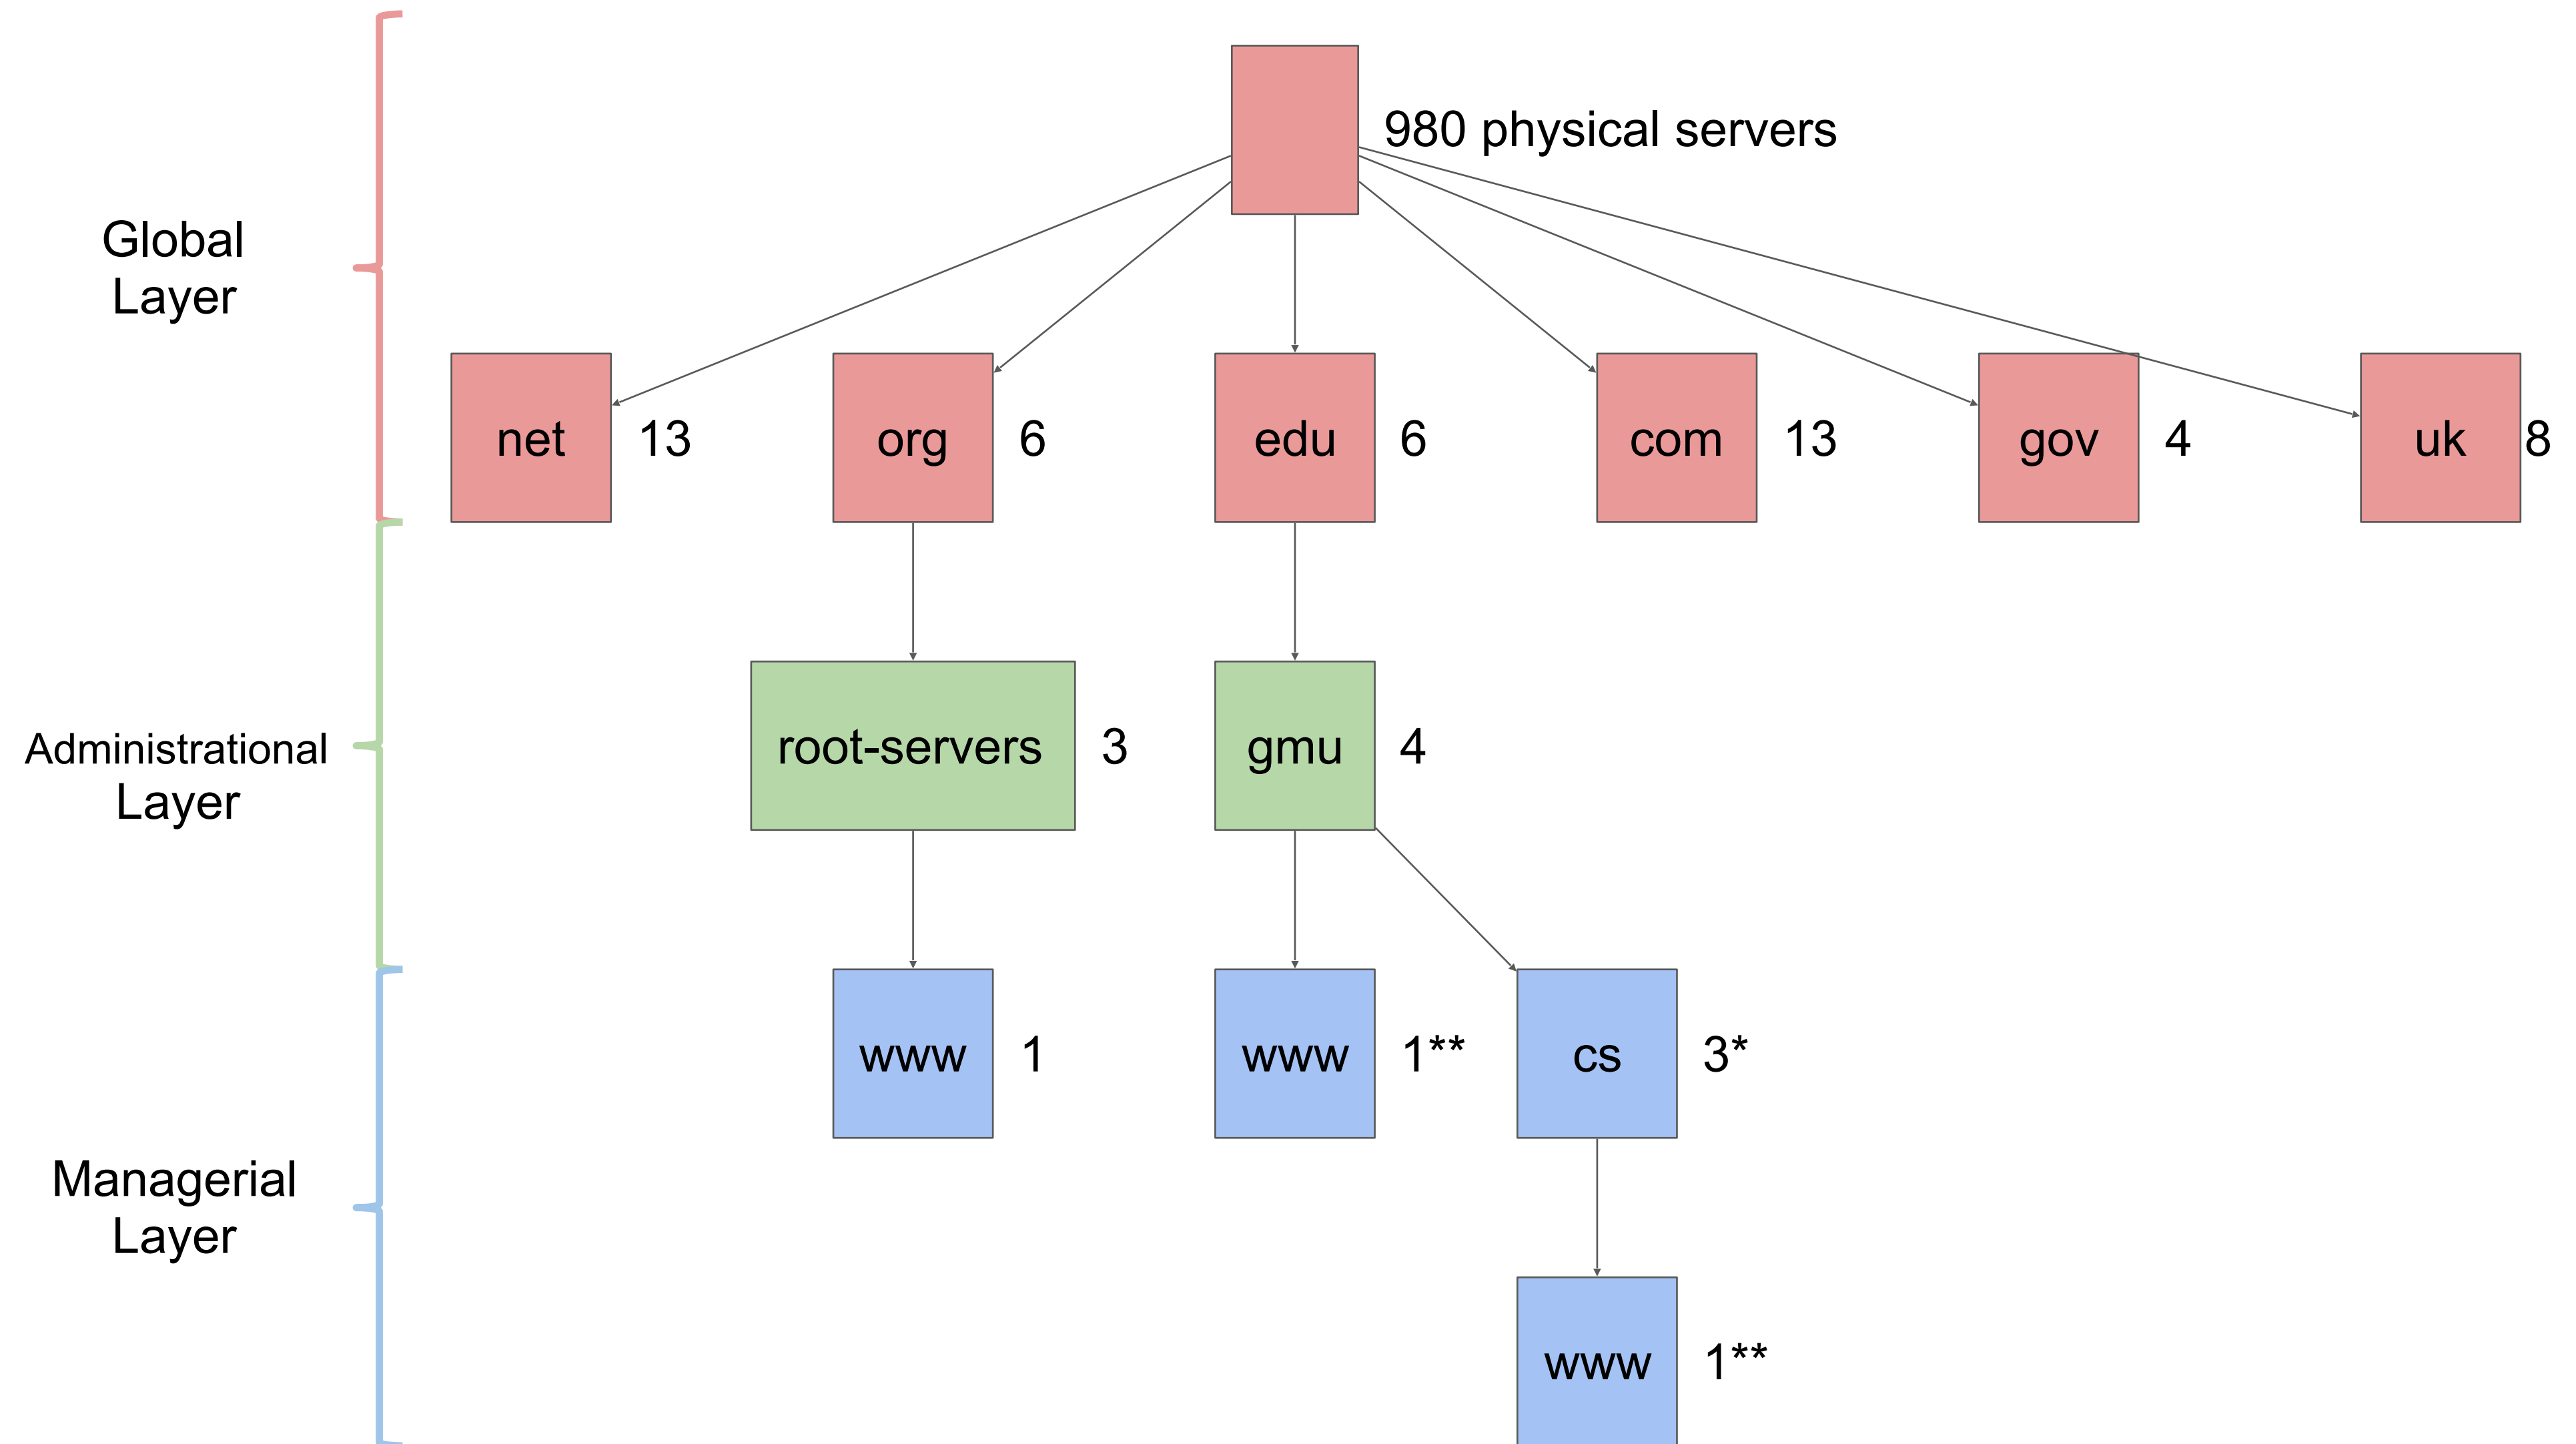 980 physical servers
Global
Layer
net 13 org 6 edu 6 com 13 gov 4 uk 8
Administrational
Layer
root-servers 3 gmu 4
www 1 www 1** cs 3*
Managerial
Layer
www 1**